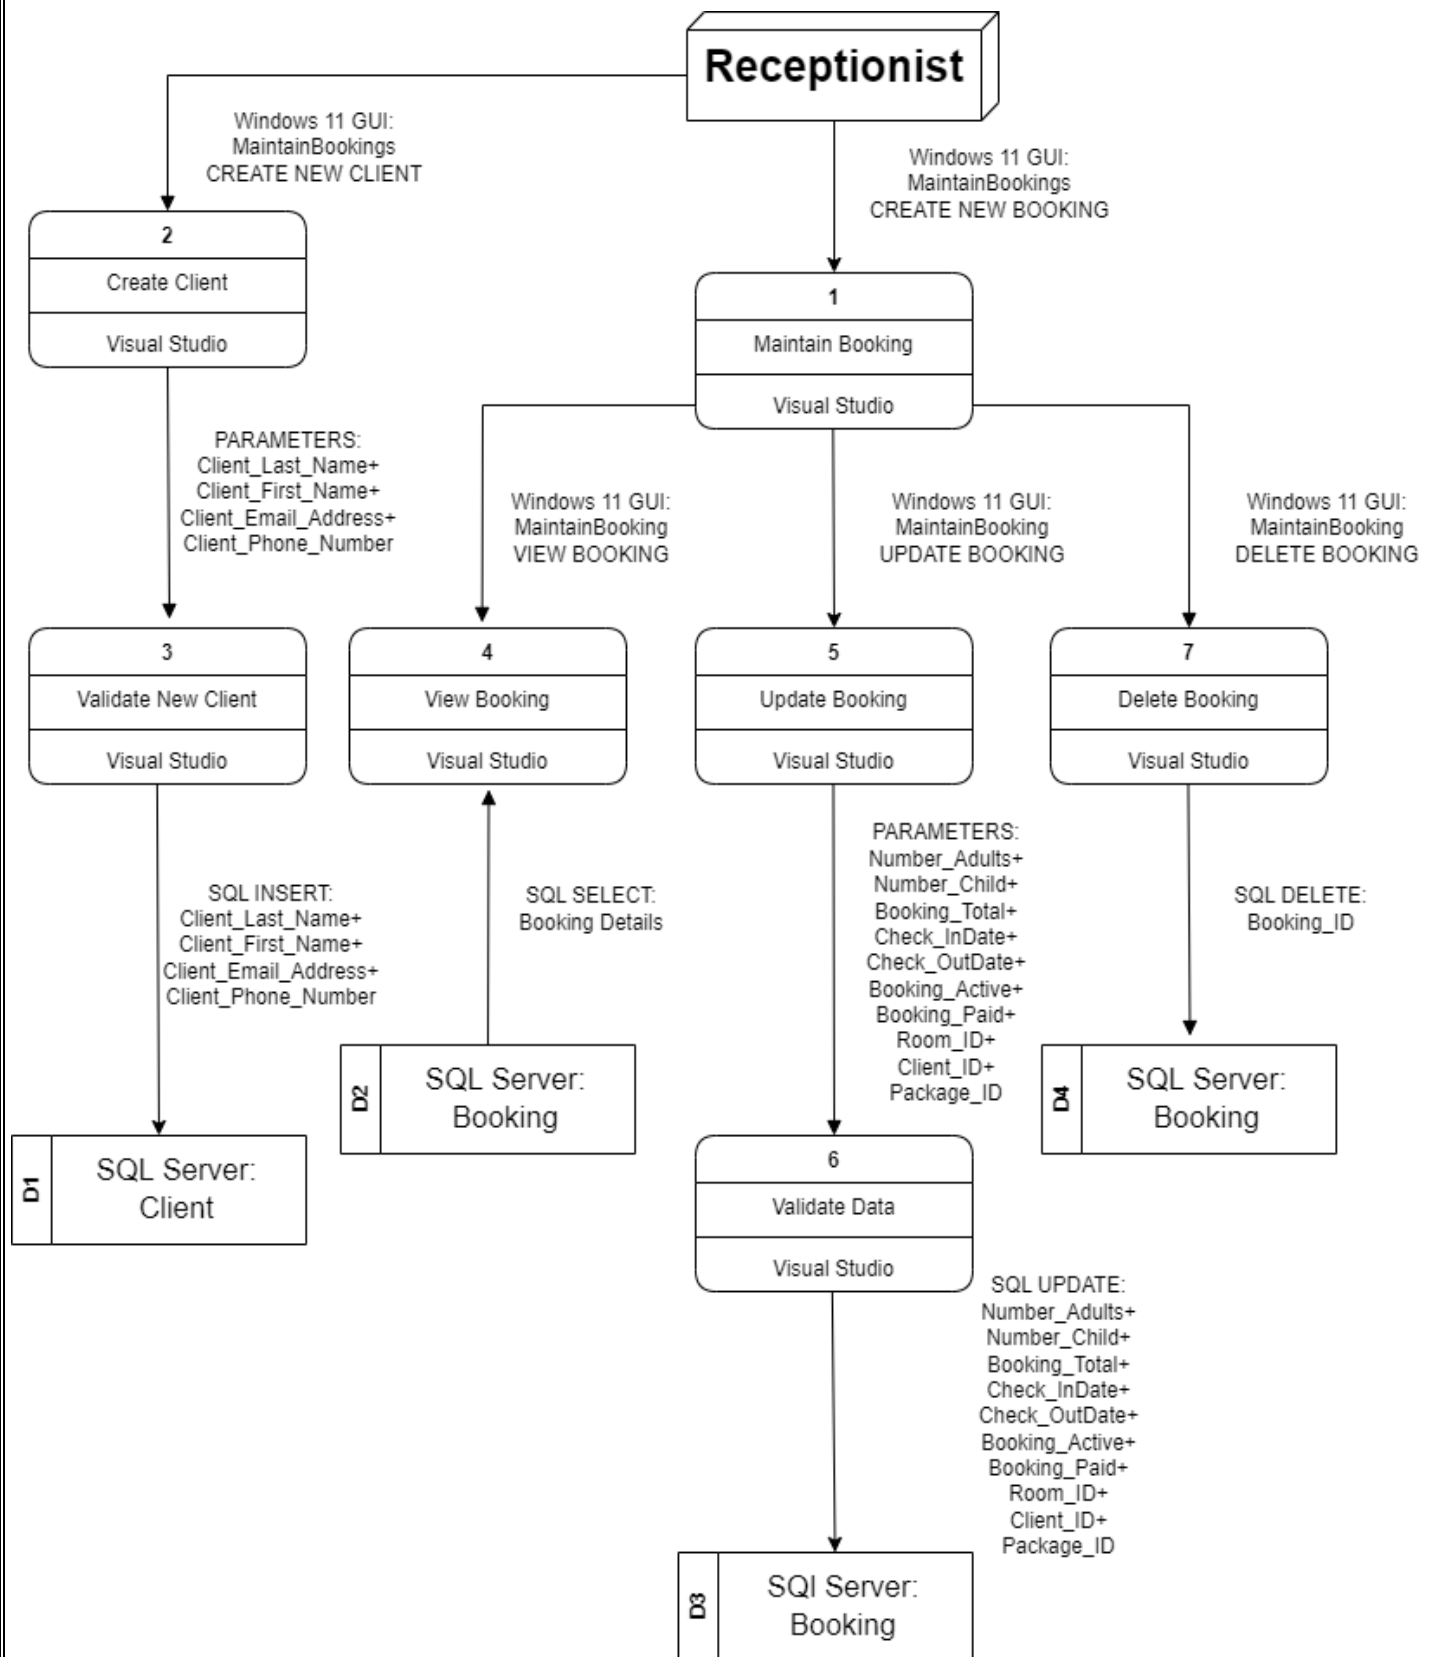 Receptionist
Windows 11 GUI:
MaintainBookings
CREATE NEW CLIENT
Windows 11 GUI:
MaintainBookings
CREATE NEW BOOKING
2
Create Client
Visual Studio
1
Maintain Booking
Visual Studio
PARAMETERS:
Client_Last_Name+
Client_First_Name+
Client_Email_Address+
Client_Phone_Number
Windows 11 GUI:
MaintainBooking
VIEW BOOKING
Windows 11 GUI:
MaintainBooking
UPDATE BOOKING
Windows 11 GUI:
MaintainBooking
DELETE BOOKING
3
Validate New Client
Visual Studio
4
View Booking
Visual Studio
5
Update Booking
Visual Studio
7
Delete Booking
Visual Studio
SQL INSERT:
Client_Last_Name+
Client_First_Name+
Client_Email_Address+
Client_Phone_Number
SQL SELECT:
Booking Details
PARAMETERS:
Number_Adults+
Number_Child+
Booking_Total+
Check_InDate+
Check_OutDate+
Booking_Active+
Booking_Paid+
Room_ID+
Client_ID+
Package_ID
SQL DELETE:
Booking_ID
D2
SQL Server:
Booking
D4
SQL Server:
Booking
D1
SQL Server:
Client
6
Validate Data
Visual Studio
SQL UPDATE:
Number_Adults+
Number_Child+
Booking_Total+
Check_InDate+
Check_OutDate+
Booking_Active+
Booking_Paid+
Room_ID+
Client_ID+
Package_ID
D3
SQl Server:
Booking